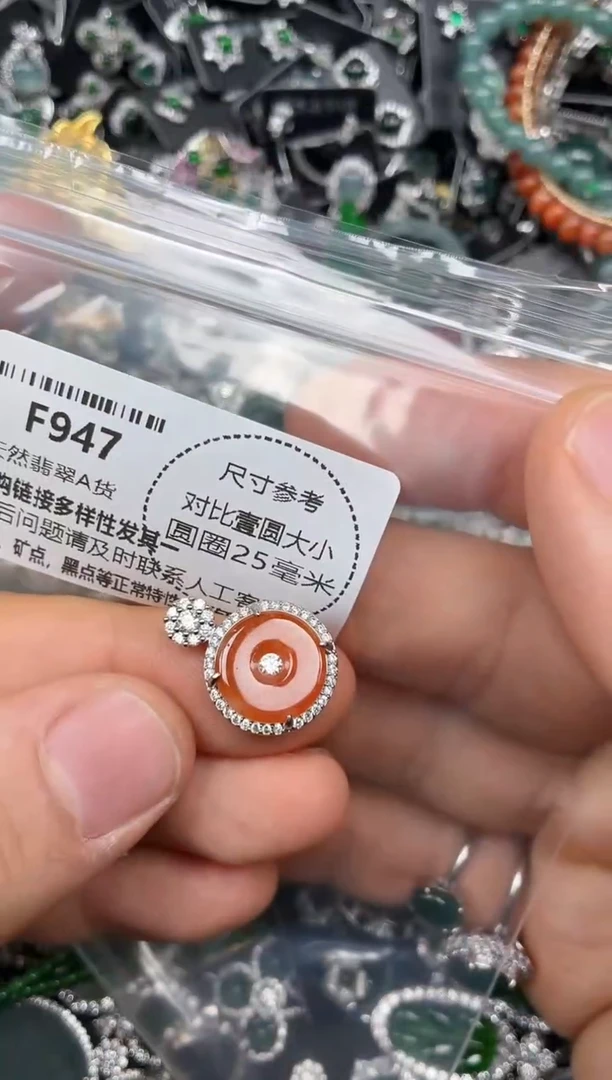 F947
天然翡翠A货
购链接多样性发其一
后问题请及时联系人工客
矿点，黑点等正常特性
尺寸参考
对比壹圆大小
圆圈25毫米